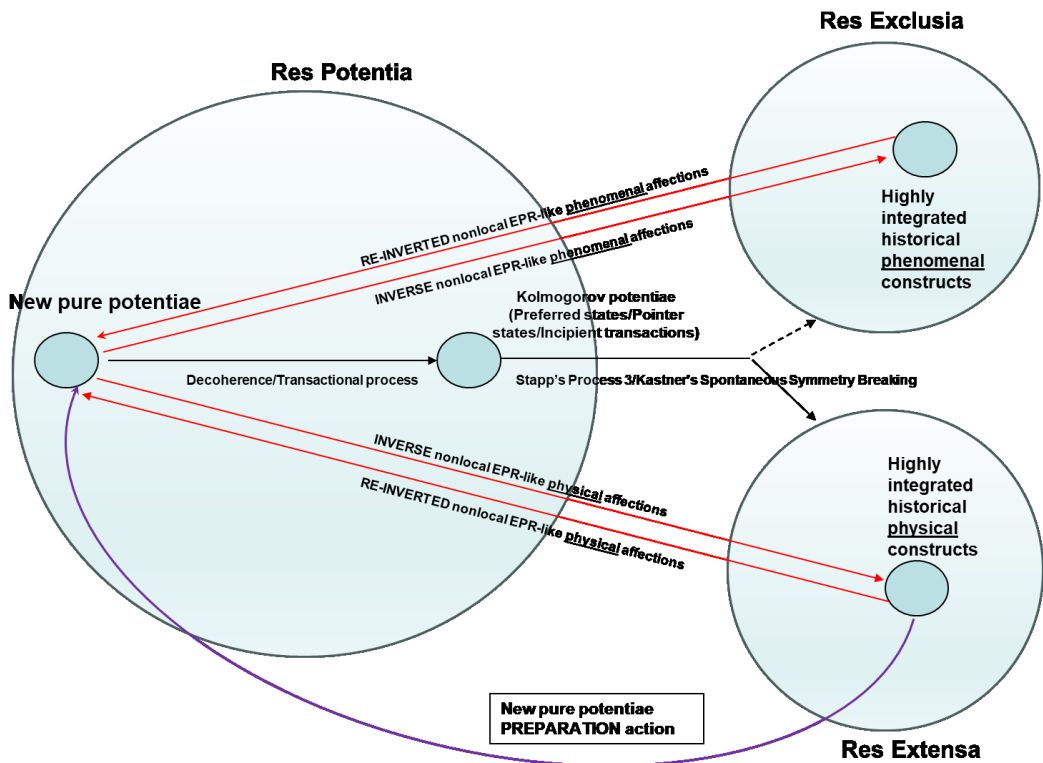 Res Exclusia
Res Potentia
Highly
integrated
historical
phenomenal
constructs
RE-INVERTED nonlocal EPR-like phenomenal affections
INVERSE nonlocal EPR-like phenomenal affections
New pure potentiae
Kolmogorov potentiae
(Preferred states/Pointer
states/Incipient transactions)
Decoherence/Transactional process
Stapp's Process 3/Kastner's Spontaneous Symmetry Breaking
INVERSE nonlocal EPR-like physical affections
RE-INVERTED nonlocal EPR-like physical affections
Highly
integrated
historical
physical
constructs
New pure potentiae
PREPARATION action
Res Extensa